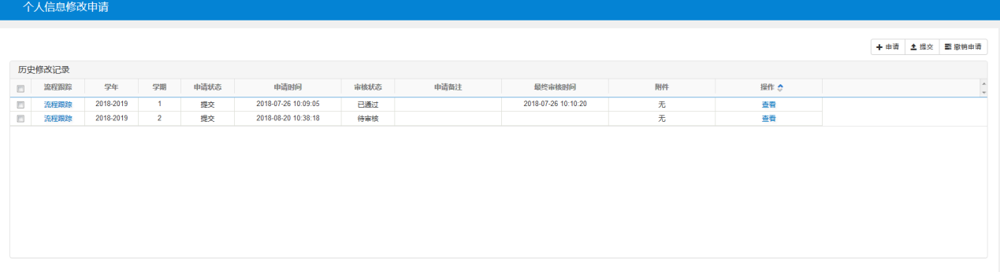 个人信息修改申请
申请 提交 撤销申请
历史修改记录
流程跟踪 学年 学期 申请状态 申请时间 审核状态 申请备注 最终审核时间 附件 操作
流程跟踪 2018-2019 1 提交 2018-07-26 10:09:05 已通过 2018-07-26 10:10:20 无 查看
流程跟踪 2018-2019 2 提交 2018-08-20 10:38:18 待审核 无 查看